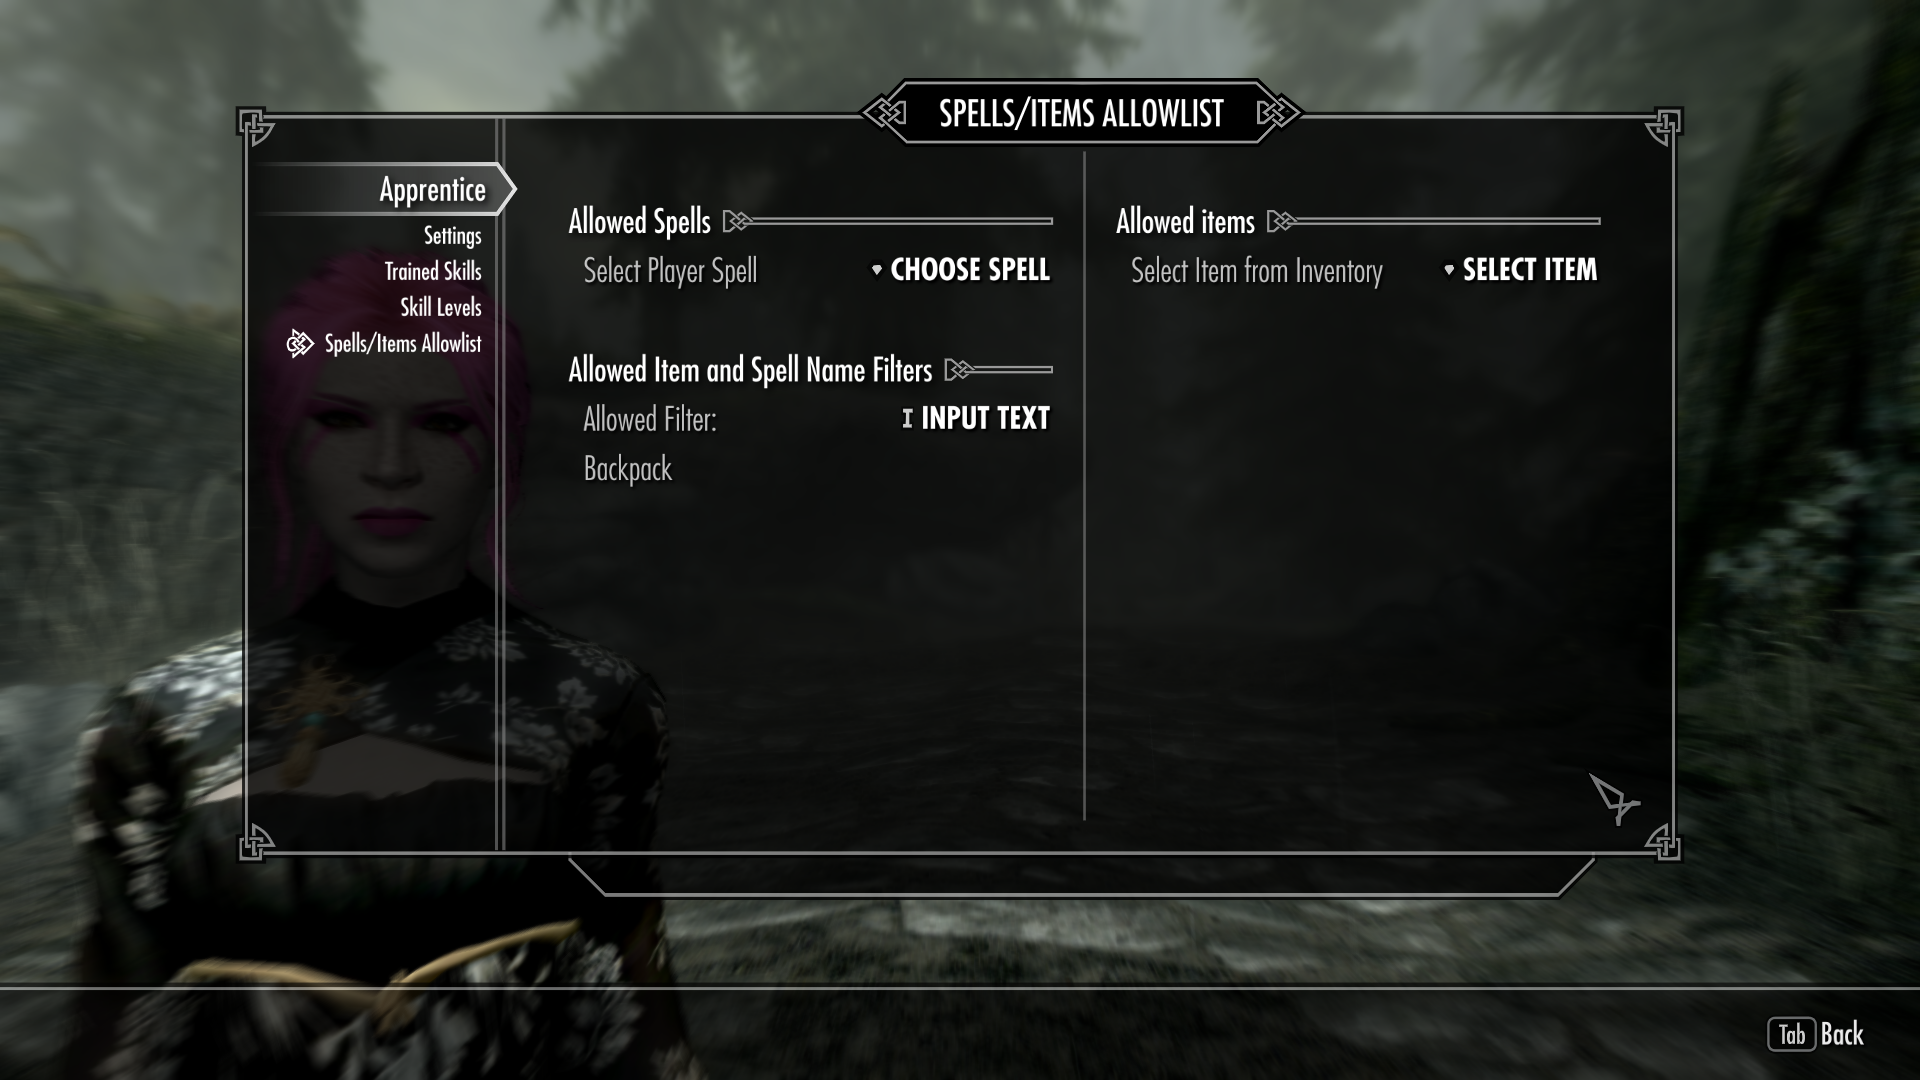 SPELLS/ITEMS ALLOWLIST
Apprentice
Settings
Trained Skills
Skill Levels
Spells/Items Allowlist
Allowed Spells
Select Player Spell CHOOSE SPELL
Allowed Item and Spell Name Filters
Allowed Filter: INPUT TEXT
Backpack
Allowed items
Select Item from Inventory SELECT ITEM
Tab Back